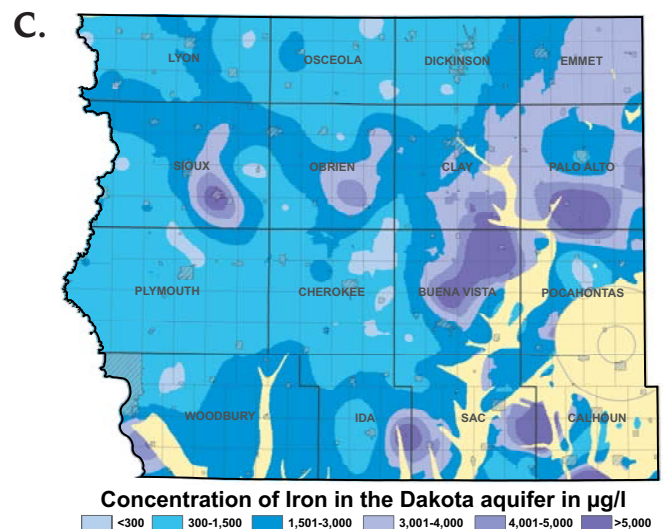 C.
LYON OSCEOLA DICKINSON EMMET
SIOUX OBRIEN CLAY PALO ALTO
PLYMOUTH CHEROKEE BUENA VISTA POCAHONTAS
WOODBURY IDA SAC CALHOUN
Concentration of Iron in the Dakota aquifer in µg/l
<300 300-1,500 1,501-3,000 3,001-4,000 4,001-5,000 >5,000